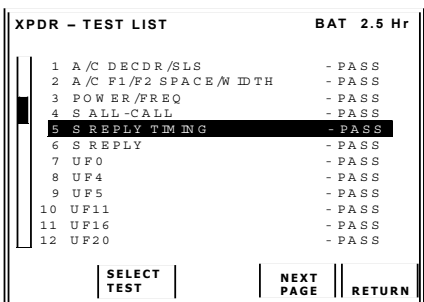 XPDR – TEST LIST BAT 2.5 Hr
1 A/C DECDR/SLS - PASS
2 A/C F1/F2 SPACE/WIDTH - PASS
3 POWER/FREQ - PASS
4 S ALL-CALL - PASS
5 S REPLY TIMING - PASS
6 S REPLY - PASS
7 UF0 - PASS
8 UF4 - PASS
9 UF5 - PASS
10 UF11 - PASS
11 UF16 - PASS
12 UF20 - PASS
SELECT TEST
NEXT PAGE
RETURN